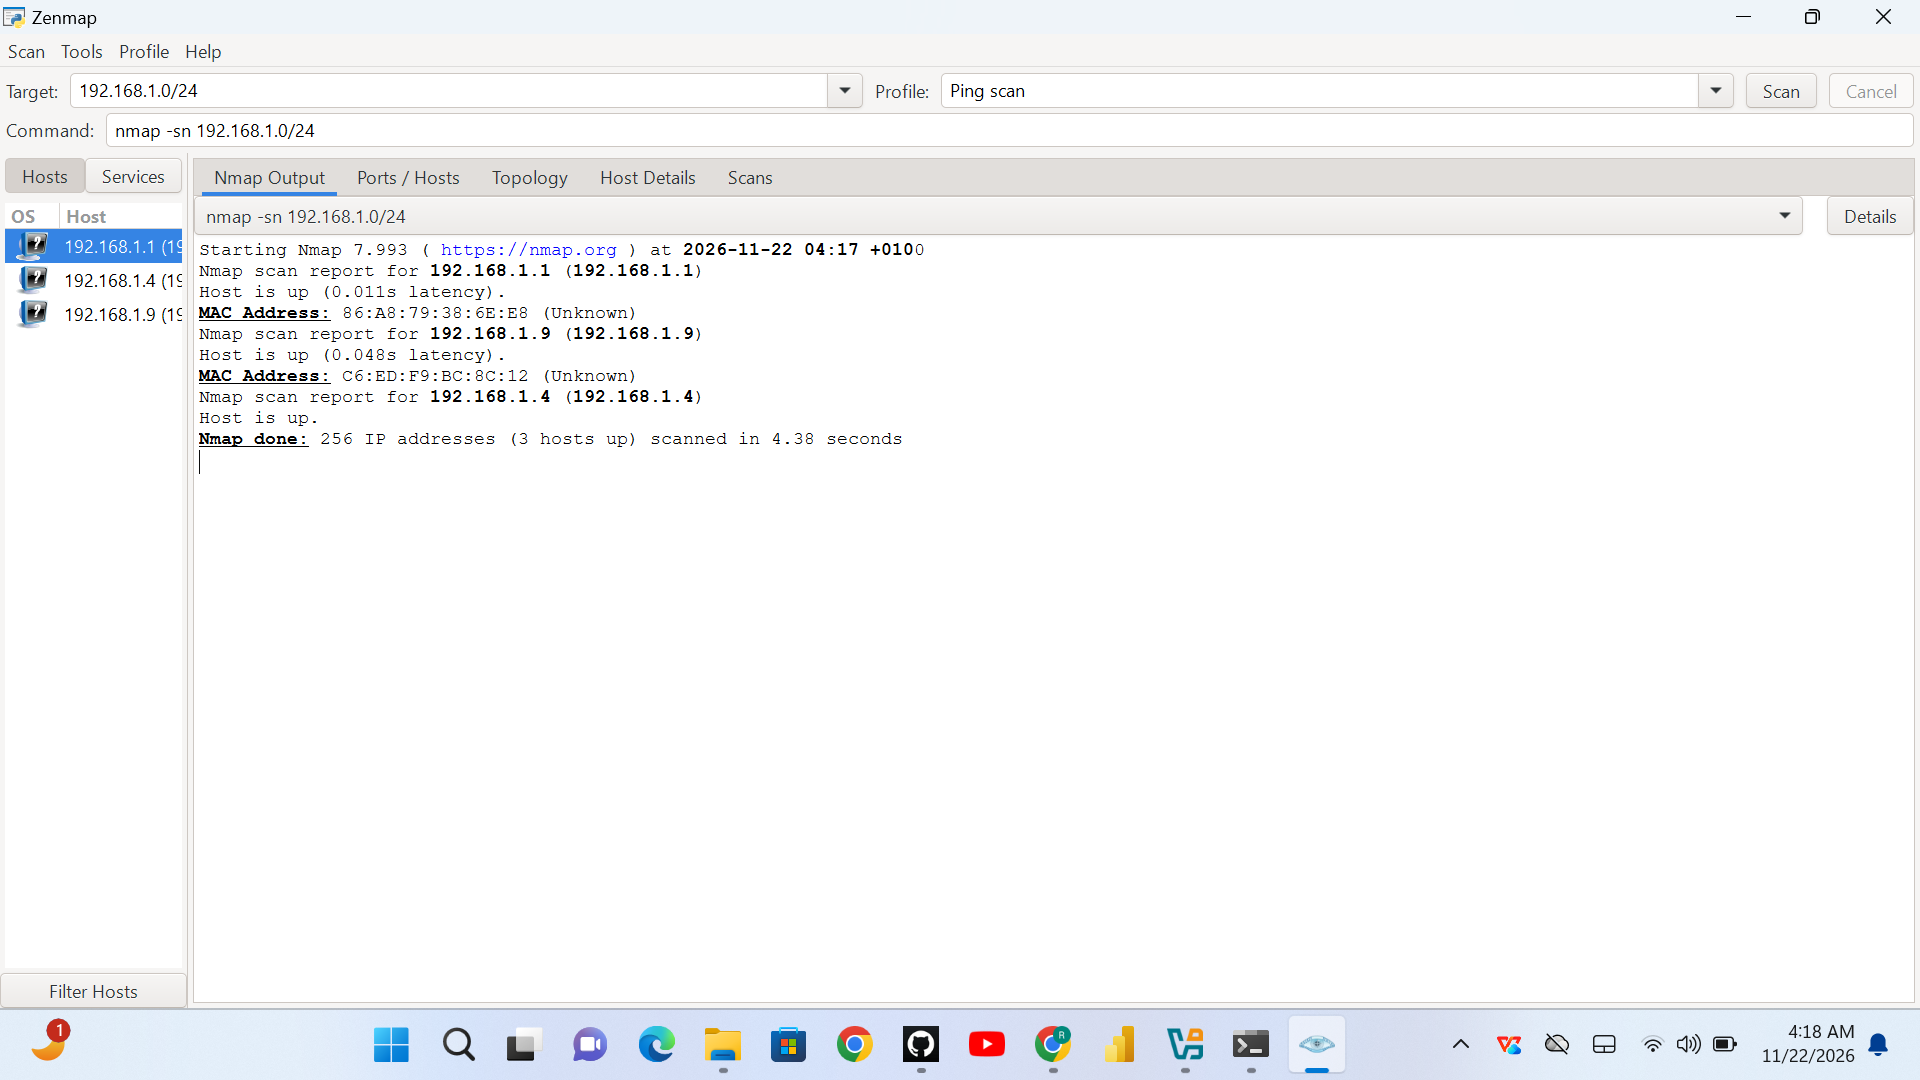 Zenmap
Scan Tools Profile Help
Target: 192.168.1.0/24 Profile: Ping scan Scan Cancel
Command: nmap -sn 192.168.1.0/24
Hosts Services
Nmap Output Ports / Hosts Topology Host Details Scans
OS Host
192.168.1.1 (19
192.168.1.4 (19
192.168.1.9 (19
nmap -sn 192.168.1.0/24 Details
Starting Nmap 7.993 ( https://nmap.org ) at 2026-11-22 04:17 +0100
Nmap scan report for 192.168.1.1 (192.168.1.1)
Host is up (0.011s latency).
MAC Address: 86:A8:79:38:6E:E8 (Unknown)
Nmap scan report for 192.168.1.9 (192.168.1.9)
Host is up (0.048s latency).
MAC Address: C6:ED:F9:BC:8C:12 (Unknown)
Nmap scan report for 192.168.1.4 (192.168.1.4)
Host is up.
Nmap done: 256 IP addresses (3 hosts up) scanned in 4.38 seconds
Filter Hosts
1
R
4:18 AM
11/22/2026